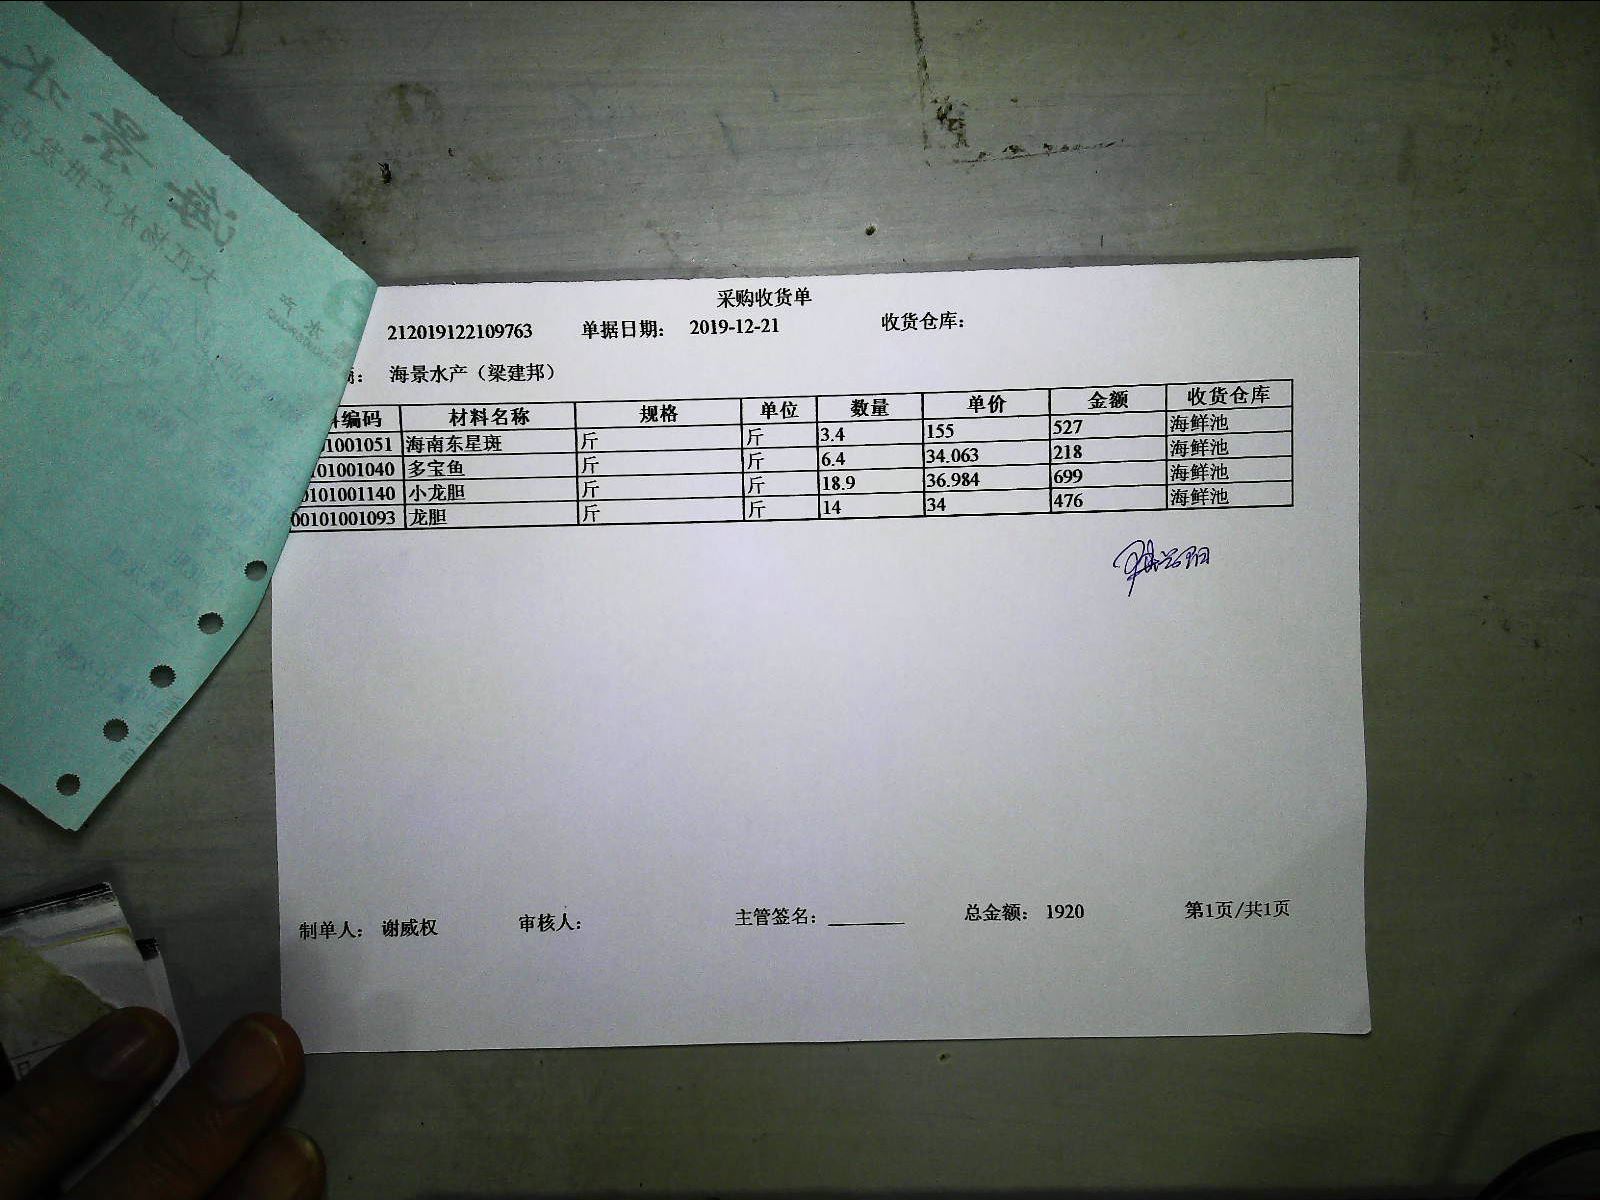 采购收货单
212019122109763 单据日期: 2019-12-21 收货仓库:
商: 海景水产（梁建邦）
编码 材料名称 规格 单位 数量 单价 金额 收货仓库
01001051 海南东星斑 斤 斤 3.4 155 527 海鲜池
0101001040 多宝鱼 斤 斤 6.4 34.063 218 海鲜池
0101001140 小龙胆 斤 斤 18.9 36.984 699 海鲜池
00101001093 龙胆 斤 斤 14 34 476 海鲜池
制单人: 谢威权 审核人: 主管签名: 总金额: 1920 第1页/共1页
海景水